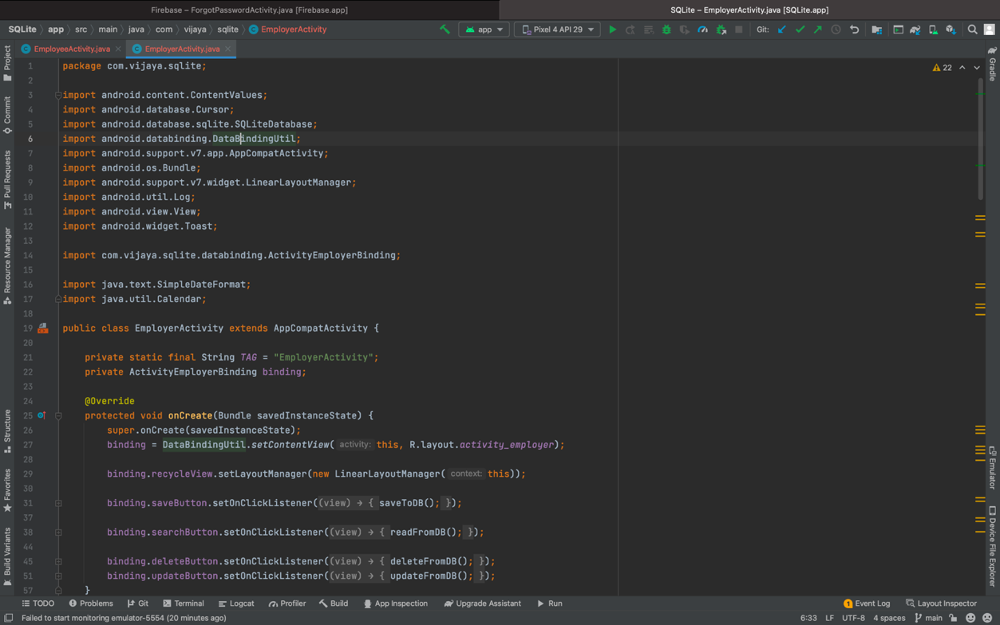 Firebase – ForgotPasswordActivity.java [Firebase.app]
SQLite – EmployerActivity.java [SQLite.app]
SQLite app src main java com vijaya sqlite EmployerActivity
app Pixel 4 API 29 Git:
EmployeeActivity.java EmployerActivity.java
22
1 package com.vijaya.sqlite;
2
3 import android.content.ContentValues;
4 import android.database.Cursor;
5 import android.database.sqlite.SQLiteDatabase;
6 import android.databinding.DataBindingUtil;
7 import android.support.v7.app.AppCompatActivity;
8 import android.os.Bundle;
9 import android.support.v7.widget.LinearLayoutManager;
10 import android.util.Log;
11 import android.view.View;
12 import android.widget.Toast;
13
14 import com.vijaya.sqlite.databinding.ActivityEmployerBinding;
15
16 import java.text.SimpleDateFormat;
17 import java.util.Calendar;
18
19 public class EmployerActivity extends AppCompatActivity {
20
21 private static final String TAG = "EmployerActivity";
22 private ActivityEmployerBinding binding;
23
24 @Override
25 protected void onCreate(Bundle savedInstanceState) {
26 super.onCreate(savedInstanceState);
27 binding = DataBindingUtil.setContentView( activity: this, R.layout.activity_employer);
28
29 binding.recycleView.setLayoutManager(new LinearLayoutManager( context: this));
30
31 binding.saveButton.setOnClickListener((view) → { saveToDB(); });
37
38 binding.searchButton.setOnClickListener((view) → { readFromDB(); });
44
45 binding.deleteButton.setOnClickListener((view) → { deleteFromDB(); });
51 binding.updateButton.setOnClickListener((view) → { updateFromDB(); });
57 }
Project
Commit
Pull Requests
Resource Manager
Structure
Favorites
Build Variants
Gradle
Emulator
Device File Explorer
TODO Problems Git Terminal Logcat Profiler Build App Inspection Upgrade Assistant Run 1 Event Log Layout Inspector
Failed to start monitoring emulator-5554 (20 minutes ago) 6:33 LF UTF-8 4 spaces main